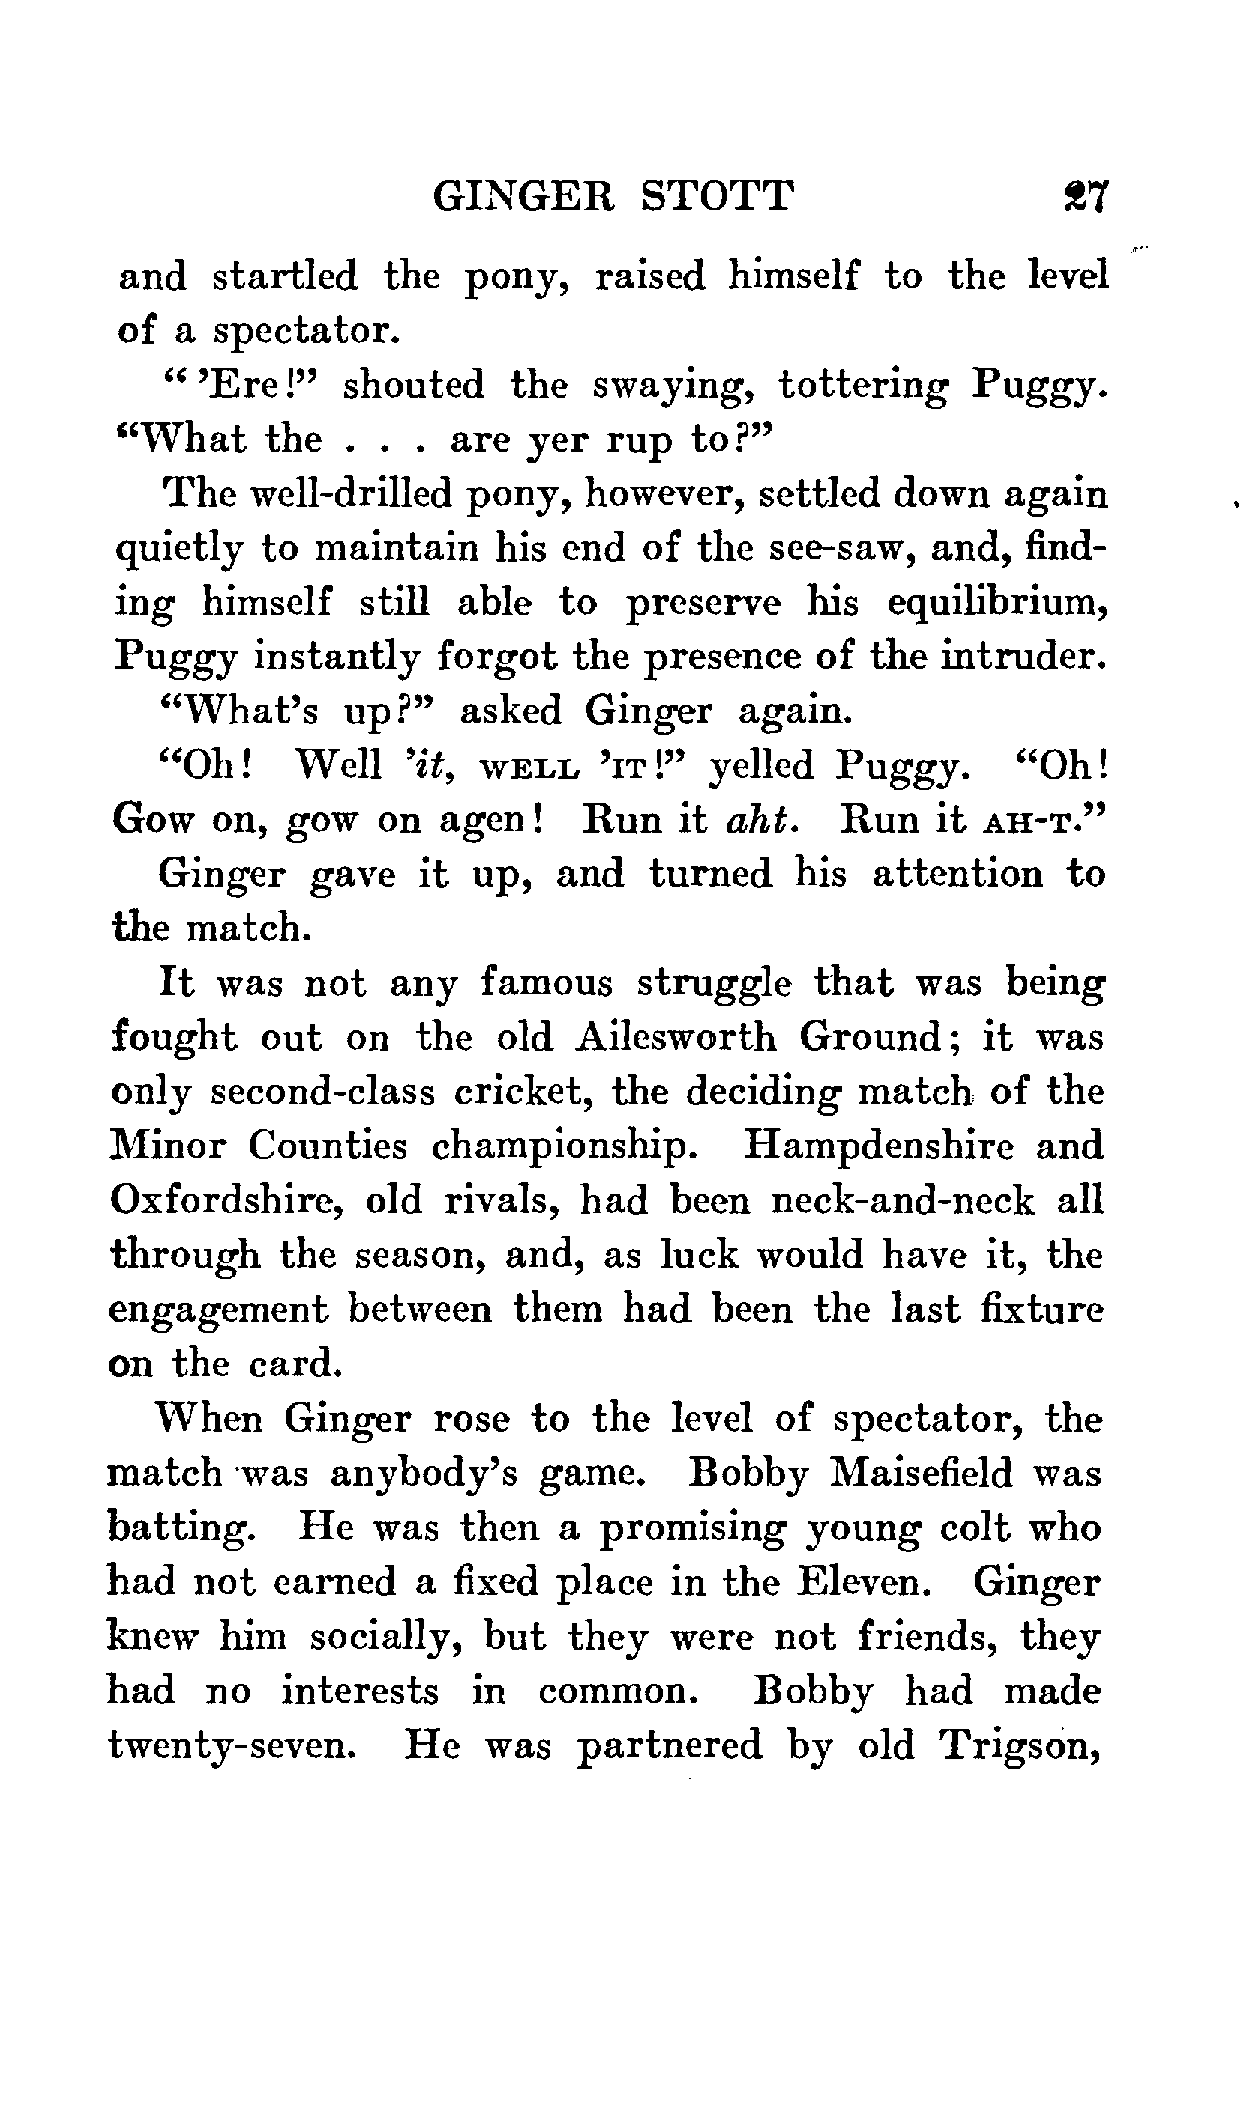 GINGER STOTT 27
and startled the pony, raised himself to the level
of a spectator.
“ ’Ere!” shouted the swaying, tottering Puggy.
“What the . . . are yer rup to?”
The well-drilled pony, however, settled down again
quietly to maintain his end of the see-saw, and, find-
ing himself still able to preserve his equilibrium,
Puggy instantly forgot the presence of the intruder.
“What’s up?” asked Ginger again.
“Oh! Well ’it, WELL ’IT!” yelled Puggy. “Oh!
Gow on, gow on agen! Run it aht. Run it AH-T.”
Ginger gave it up, and turned his attention to
the match.
It was not any famous struggle that was being
fought out on the old Ailesworth Ground; it was
only second-class cricket, the deciding match of the
Minor Counties championship. Hampdenshire and
Oxfordshire, old rivals, had been neck-and-neck all
through the season, and, as luck would have it, the
engagement between them had been the last fixture
on the card.
When Ginger rose to the level of spectator, the
match was anybody’s game. Bobby Maisefield was
batting. He was then a promising young colt who
had not earned a fixed place in the Eleven. Ginger
knew him socially, but they were not friends, they
had no interests in common. Bobby had made
twenty-seven. He was partnered by old Trigson,